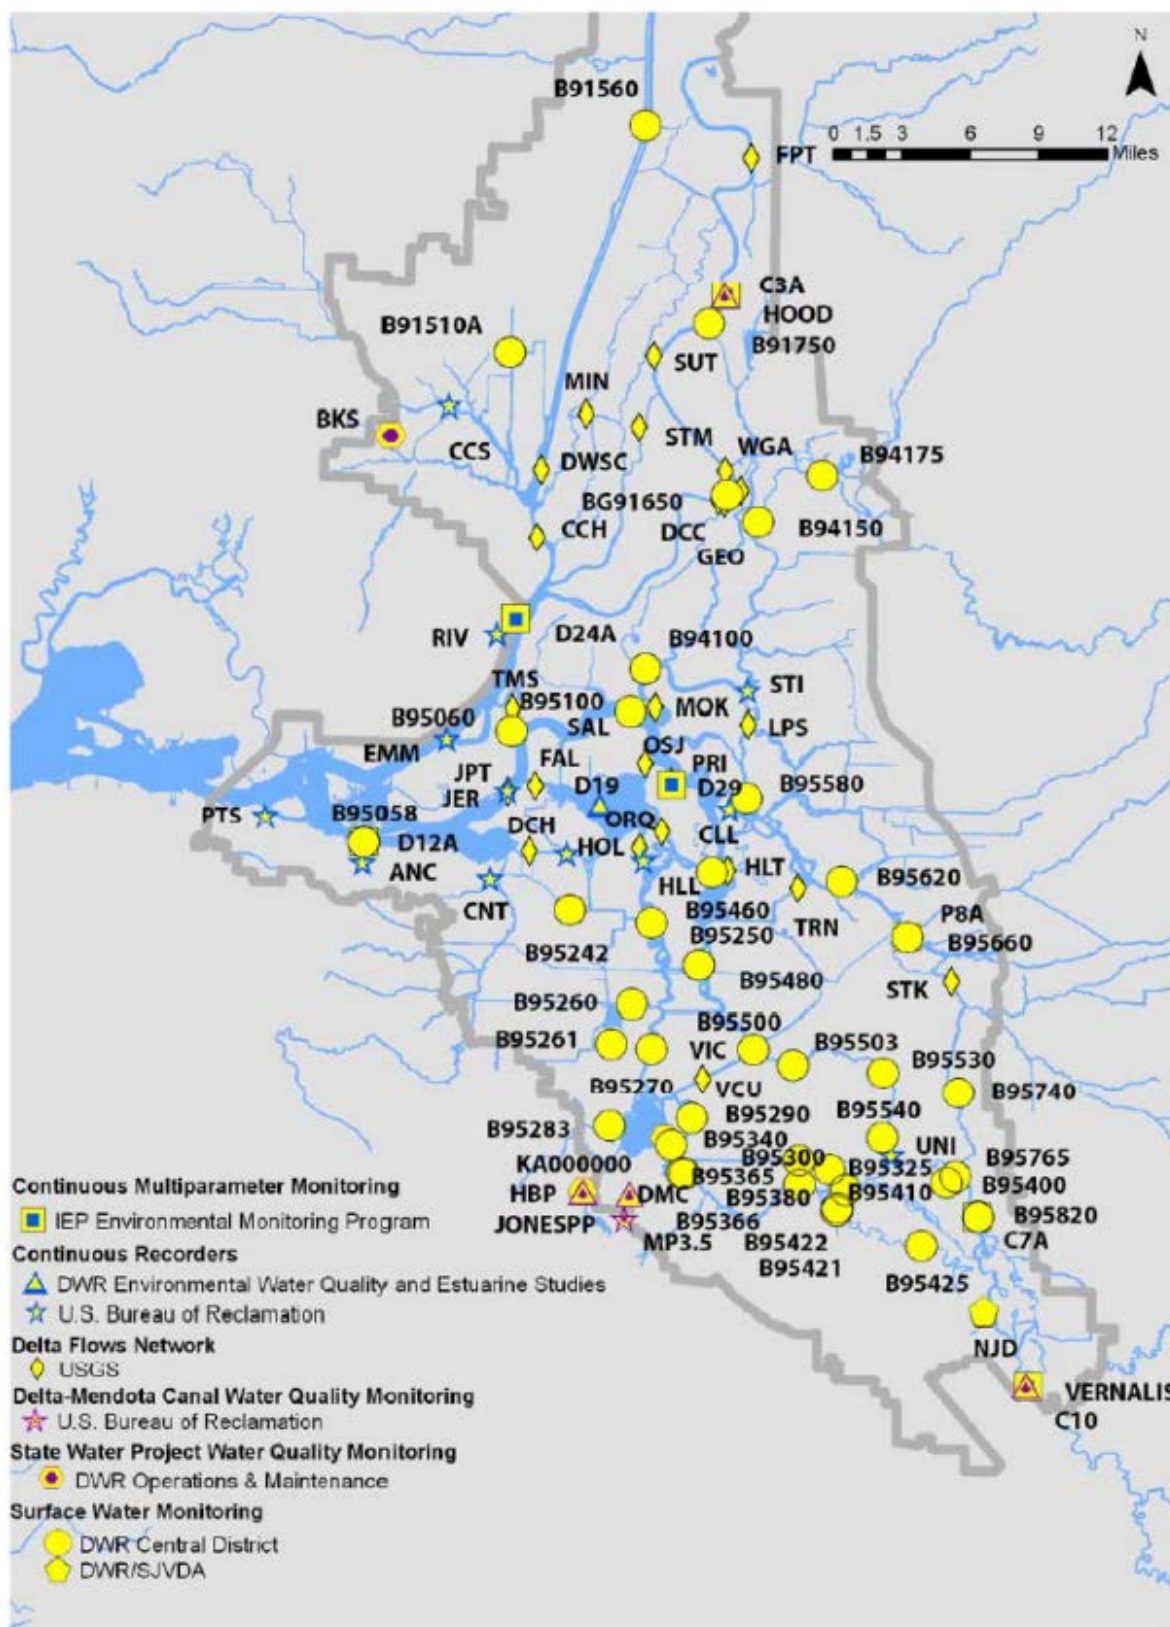 N
B91560
0 1.5 3 6 9 12
Miles
FPT
C3A
HOOD
B91510A
B91750
SUT
MIN
BKS
STM
WGA
CCS
DWSC
B94175
BG91650
CCH
DCC
B94150
GEO
RIV
D24A
B94100
TMS
STI
B95100
MOK
B95060
SAL
LPS
EMM
OSJ
FAL
PRI
JPT
D19
D29
B95580
JER
PTS
B95058
DCH
ORQ
CLL
D12A
HOL
ANC
HLL
HLT
B95620
CNT
B95460
P8A
TRN
B95250
B95660
B95242
B95480
STK
B95260
B95500
B95261
VIC
B95503
B95530
B95270
VCU
B95740
B95290
B95540
B95283
B95340
UNI
B95300
B95765
KA000000
B95325
B95365
B95400
HBP
DMC
B95380
B95410
B95820
JONESPP
B95366
C7A
MP3.5
B95422
B95421
B95425
NJD
VERNALIS
C10
Continuous Multiparameter Monitoring
IEP Environmental Monitoring Program
Continuous Recorders
DWR Environmental Water Quality and Estuarine Studies
U.S. Bureau of Reclamation
Delta Flows Network
USGS
Delta-Mendota Canal Water Quality Monitoring
U.S. Bureau of Reclamation
State Water Project Water Quality Monitoring
DWR Operations & Maintenance
Surface Water Monitoring
DWR Central District
DWR/SJVDA